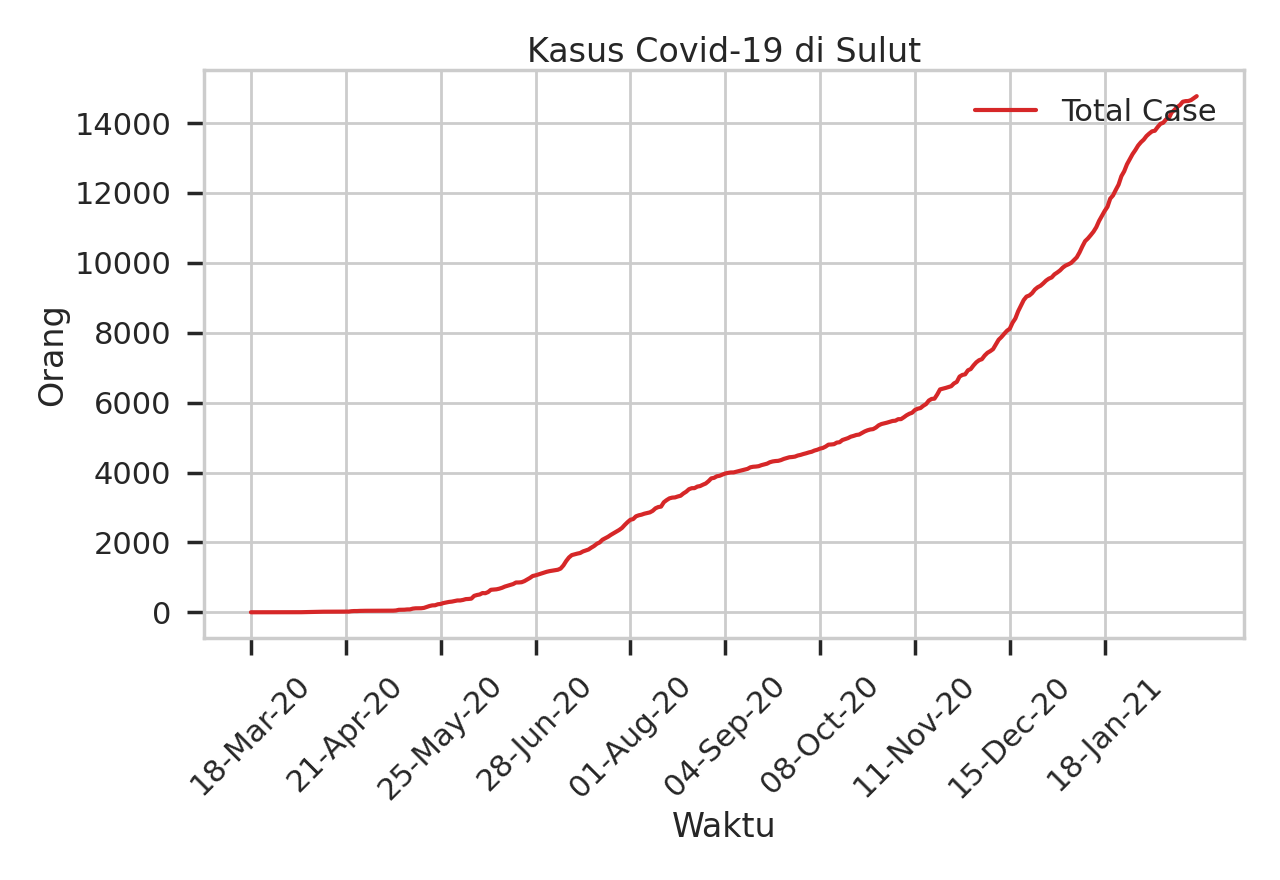 Kasus Covid-19 di Sulut
Total Case
14000
12000
10000
8000
6000
4000
2000
0
Orang
18-Mar-20
21-Apr-20
25-May-20
28-Jun-20
01-Aug-20
04-Sep-20
08-Oct-20
11-Nov-20
15-Dec-20
18-Jan-21
Waktu